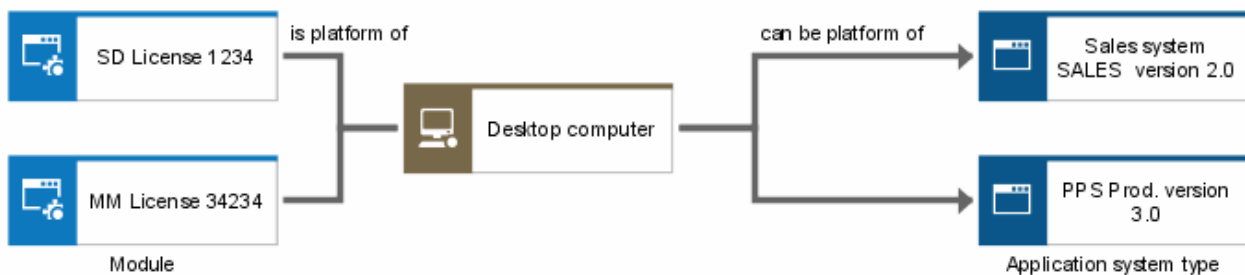 is platform of
can be platform of
SD License 1234
Sales system
SALES version 2.0
Desktop computer
MM License 34234
PPS Prod. version
3.0
Module
Application system type